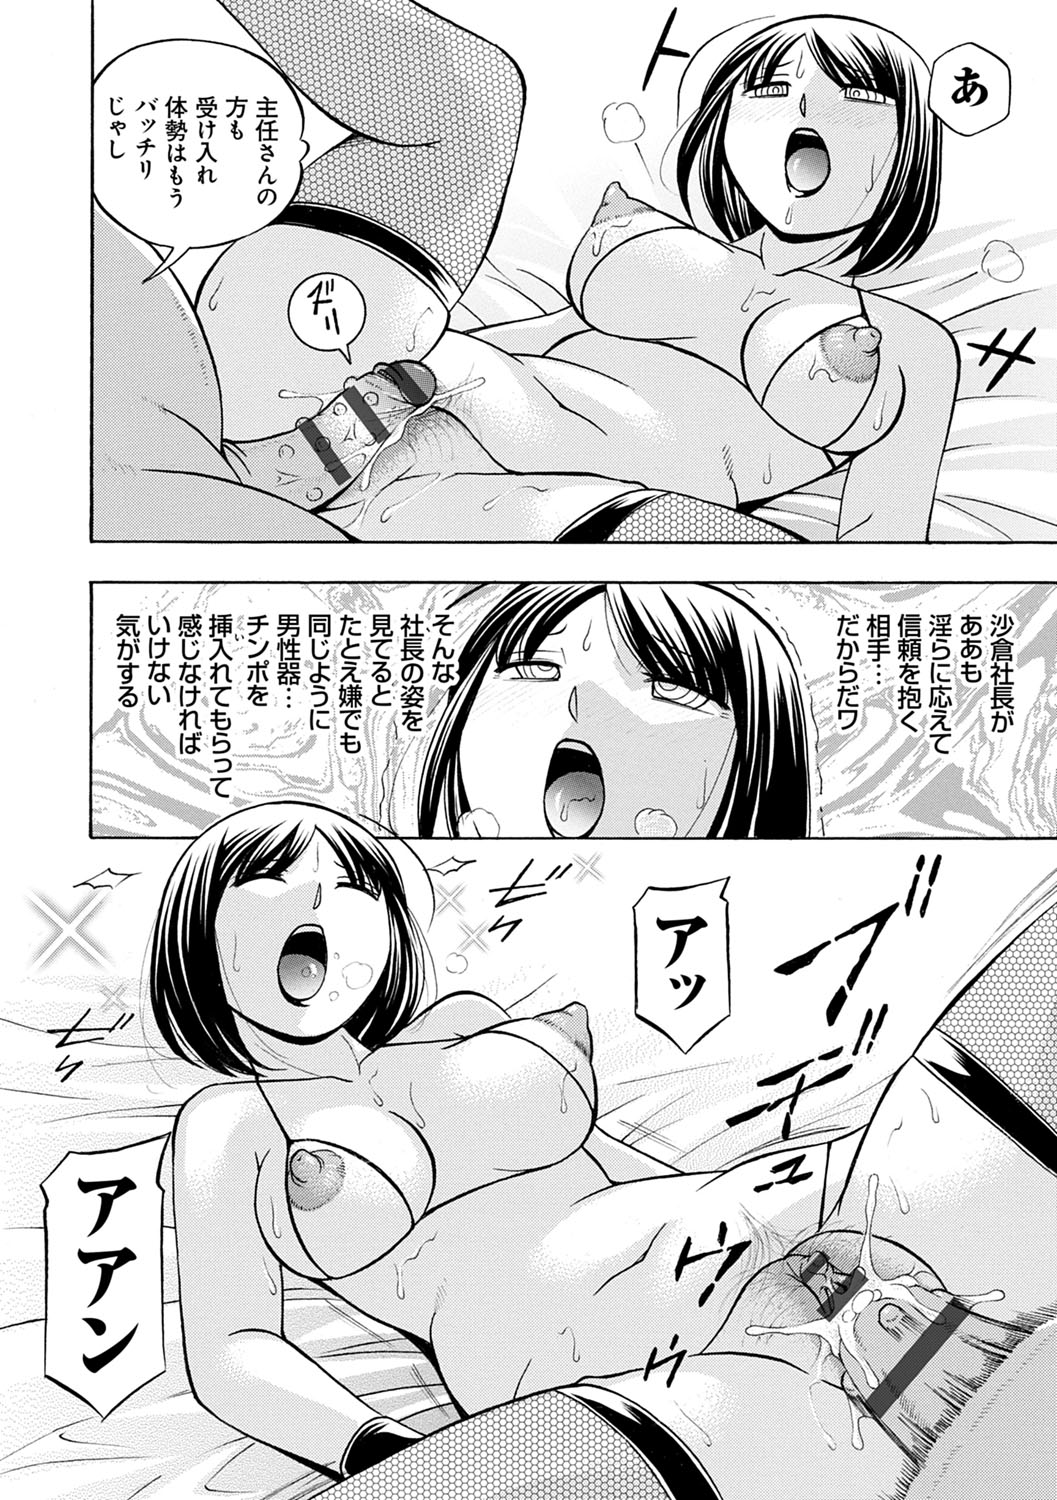 あ
主任さんの
方も
受け入れ
体勢はもう
バッチリ
じゃし
ズリ
沙倉社長が
ああも
淫らに応えて
信頼を抱く
相手…
だからだワ
そんな
社長の姿を
見てると
たとえ嫌でも
同じように
男性器…
チンポを
挿入れてもらって
い
感じなければ
いけない
気がする
アッ
アアン